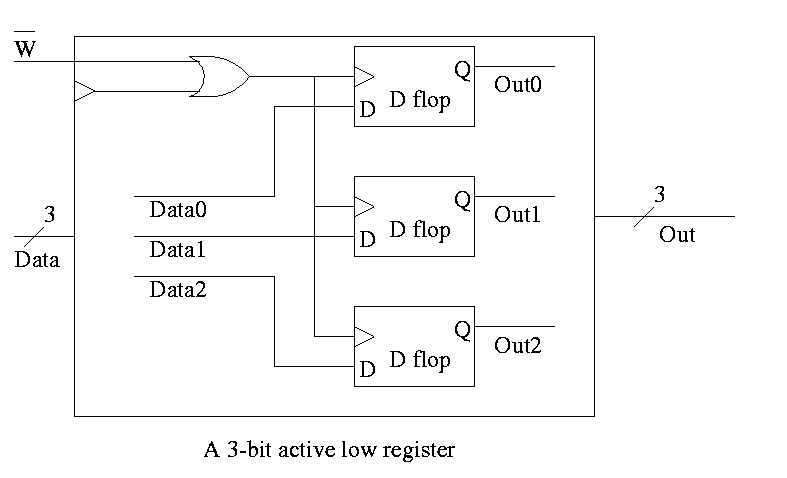 W
Q
D flop
D
Out0
3
Data
Data0
Data1
Data2
Q
D flop
D
Out1
3
Out
Q
D flop
D
Out2
A 3-bit active low register